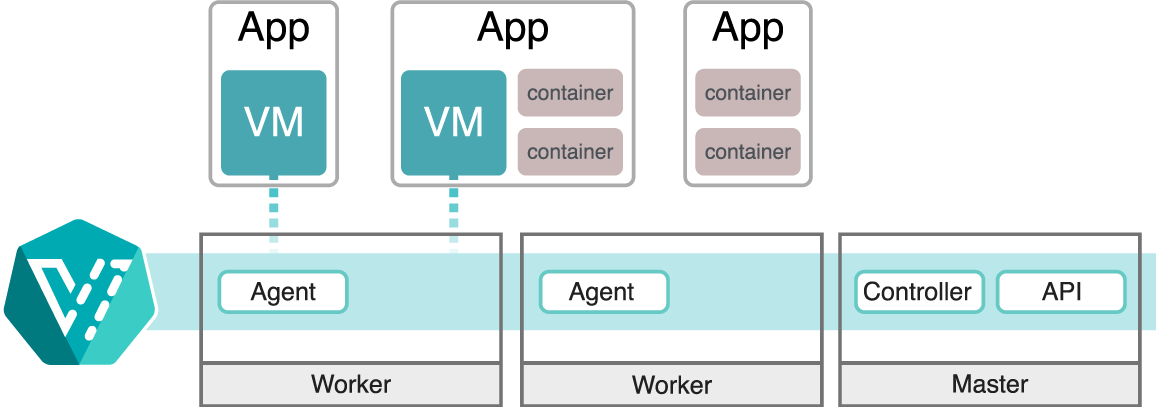 App
App
App
VM
VM
container
container
container
container
Agent
Agent
Controller
API
Worker
Worker
Master